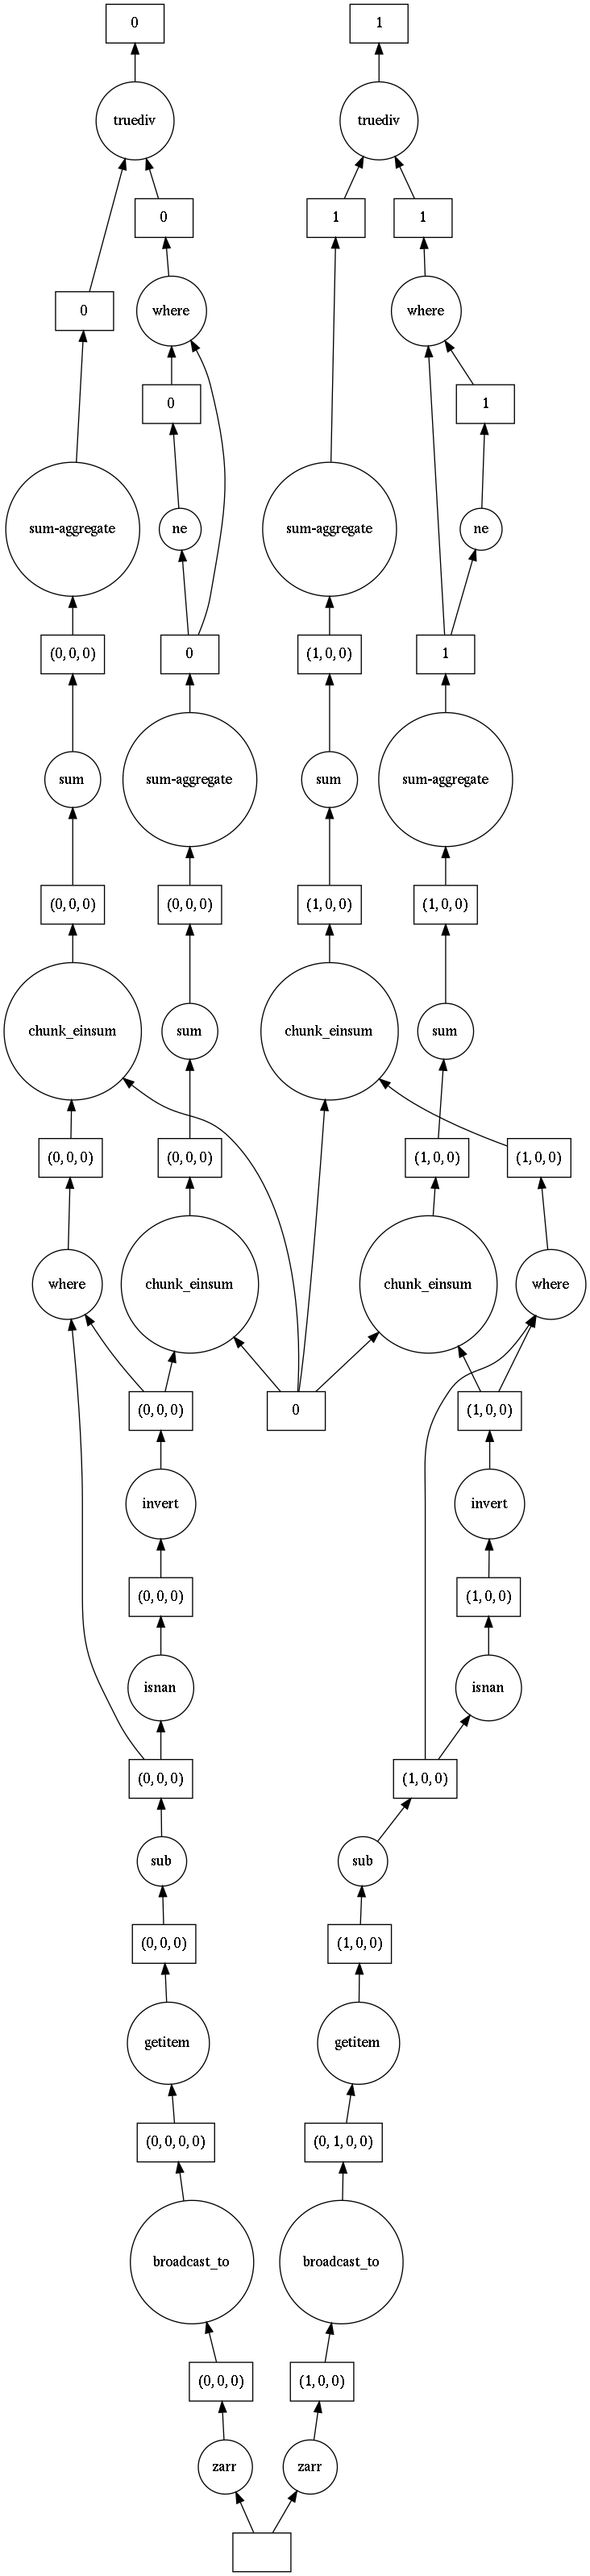 0 1
truediv truediv
0 1 1
0 where where
0 1
sum-aggregate ne sum-aggregate ne
(0, 0, 0) 0 (1, 0, 0) 1
sum sum-aggregate sum sum-aggregate
(0, 0, 0) (0, 0, 0) (1, 0, 0) (1, 0, 0)
chunk_einsum sum chunk_einsum sum
(0, 0, 0) (0, 0, 0) (1, 0, 0) (1, 0, 0)
where chunk_einsum chunk_einsum where
(0, 0, 0) 0 (1, 0, 0)
invert invert
(0, 0, 0) (1, 0, 0)
isnan isnan
(0, 0, 0) (1, 0, 0)
sub sub
(0, 0, 0) (1, 0, 0)
getitem getitem
(0, 0, 0, 0) (0, 1, 0, 0)
broadcast_to broadcast_to
(0, 0, 0) (1, 0, 0)
zarr zarr